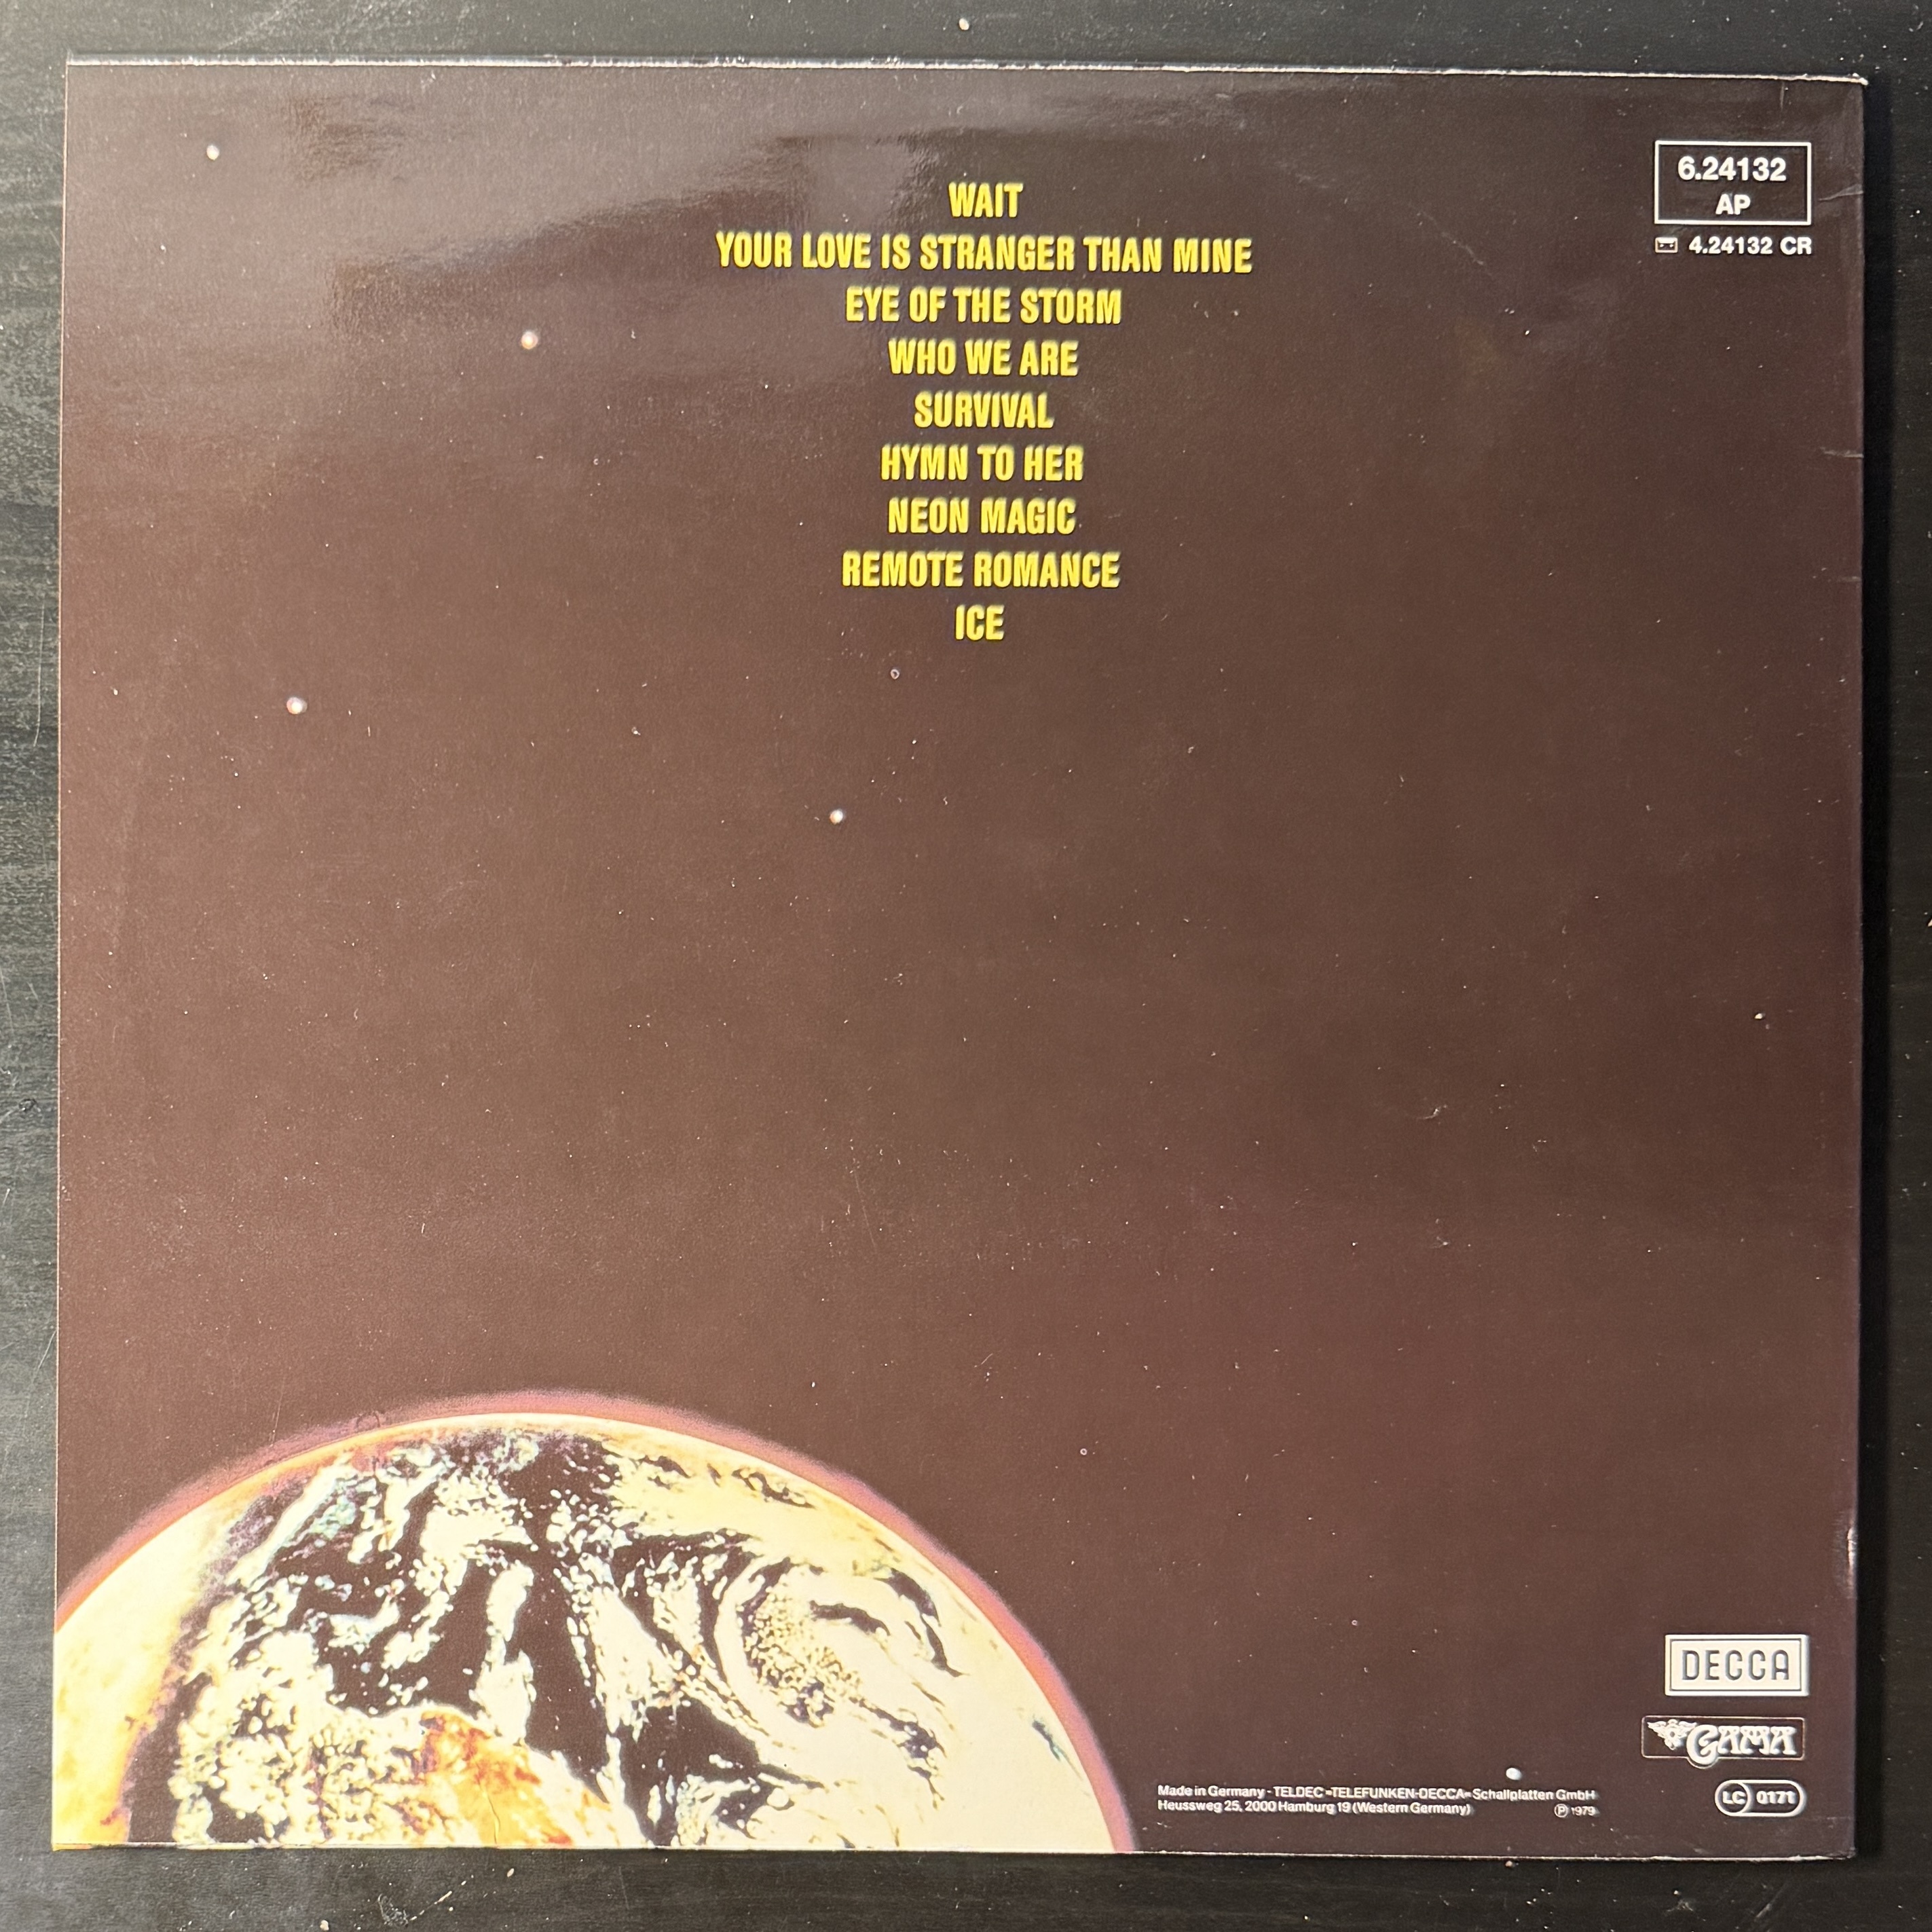 6.24132
AP
4.24132 CR
WAIT
YOUR LOVE IS STRANGER THAN MINE
EYE OF THE STORM
WHO WE ARE
SURVIVAL
HYMN TO HER
NEON MAGIC
REMOTE ROMANCE
ICE
DECCA
GAMA
LC 0171
Made in Germany - TELDEC »TELEFUNKEN-DECCA« Schallplatten GmbH
Heussweg 25, 2000 Hamburg 19 (Western Germany) ℗ 1979